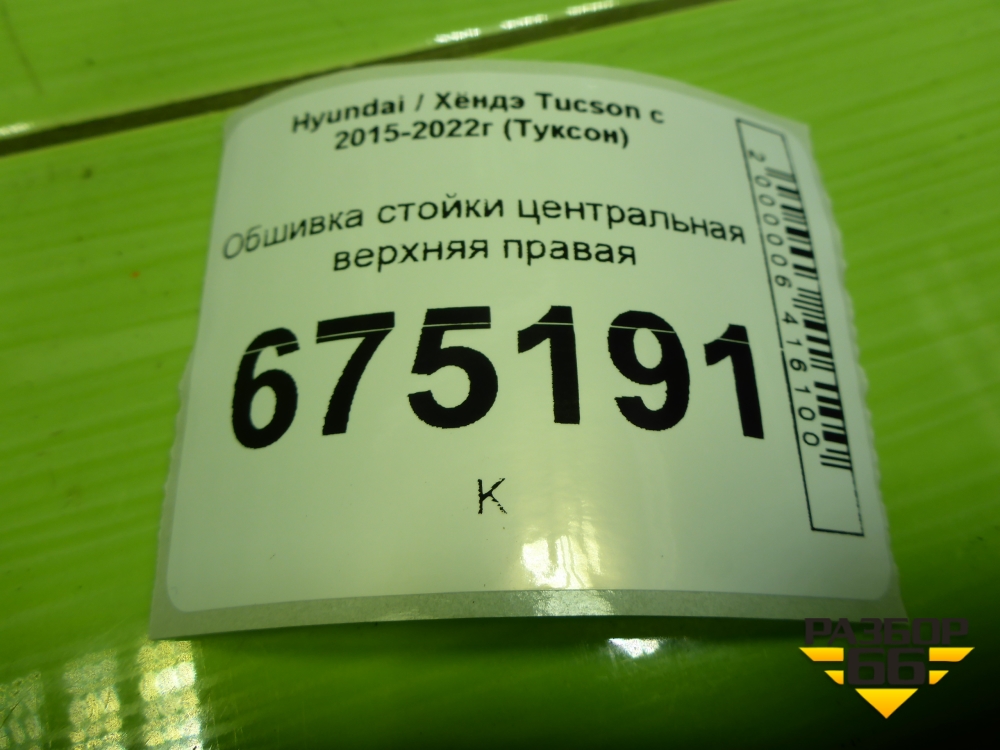 Hyundai / Хёндэ Tucson с
2015-2022г (Туксон)
Обшивка стойки центральная
верхняя правая
675191
К
2000006416100
РАЗБОР
66